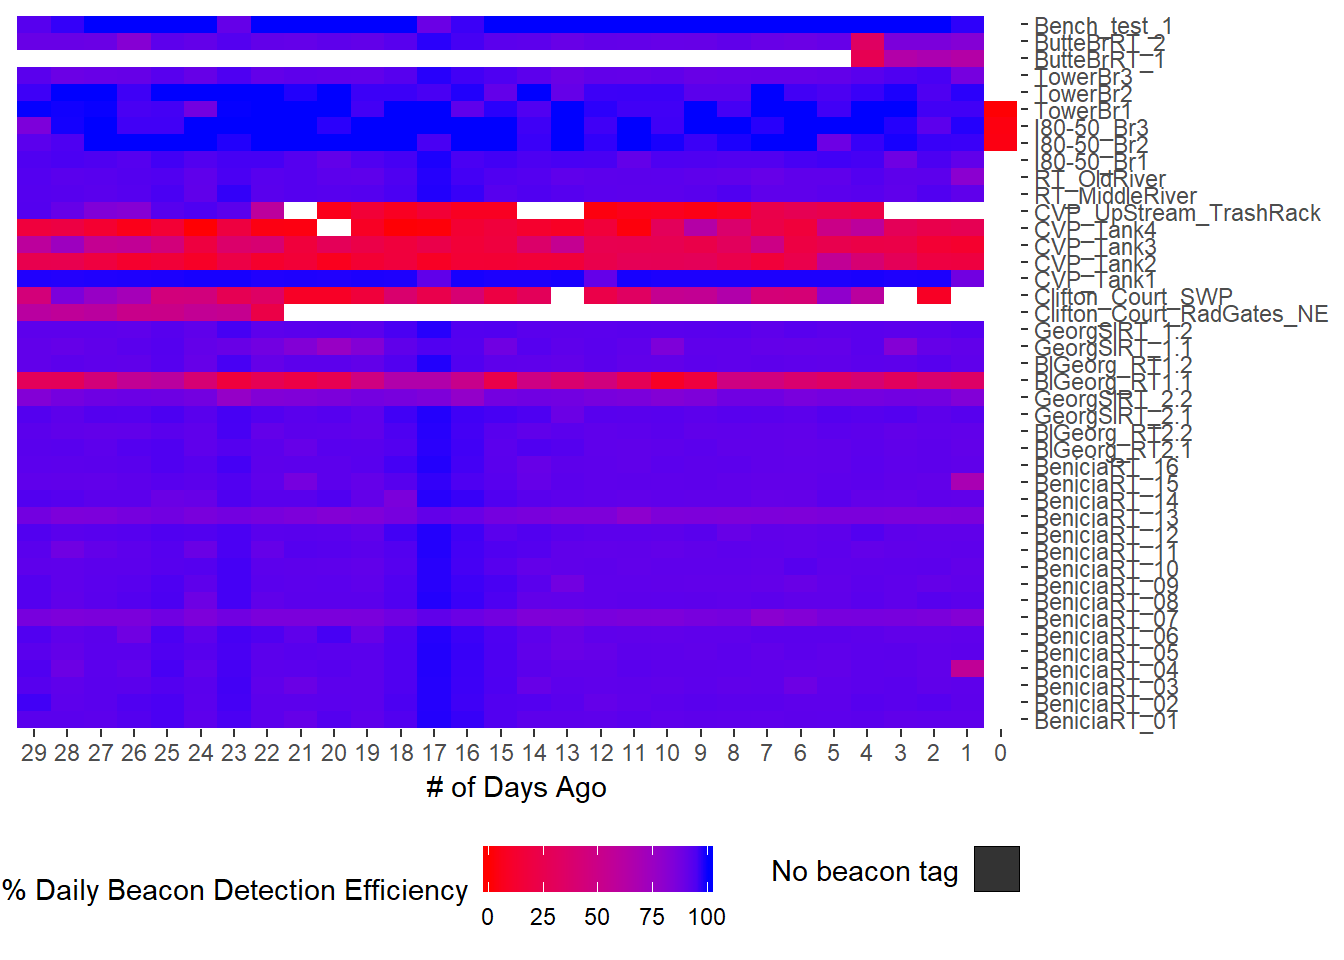 Bench_test_1
ButteBrRT_2
ButteBrRT_1
TowerBr3
TowerBr2
TowerBr1
I80-50_Br3
I80-50_Br2
I80-50_Br1
RT_OldRiver
RT_MiddleRiver
CVP_UpStream_TrashRack
CVP_Tank4
CVP_Tank3
CVP_Tank2
CVP_Tank1
Clifton_Court_SWP
Clifton_Court_RadGates_NE
GeorgSlRT_1.2
GeorgSlRT_1.1
BlGeorg_RT1.2
BlGeorg_RT1.1
GeorgSlRT_2.2
GeorgSlRT_2.1
BlGeorg_RT2.2
BlGeorg_RT2.1
BeniciaRT_16
BeniciaRT_15
BeniciaRT_14
BeniciaRT_13
BeniciaRT_12
BeniciaRT_11
BeniciaRT_10
BeniciaRT_09
BeniciaRT_08
BeniciaRT_07
BeniciaRT_06
BeniciaRT_05
BeniciaRT_04
BeniciaRT_03
BeniciaRT_02
BeniciaRT_01
29 28 27 26 25 24 23 22 21 20 19 18 17 16 15 14 13 12 11 10 9 8 7 6 5 4 3 2 1 0
# of Days Ago
% Daily Beacon Detection Efficiency
0 25 50 75 100
No beacon tag